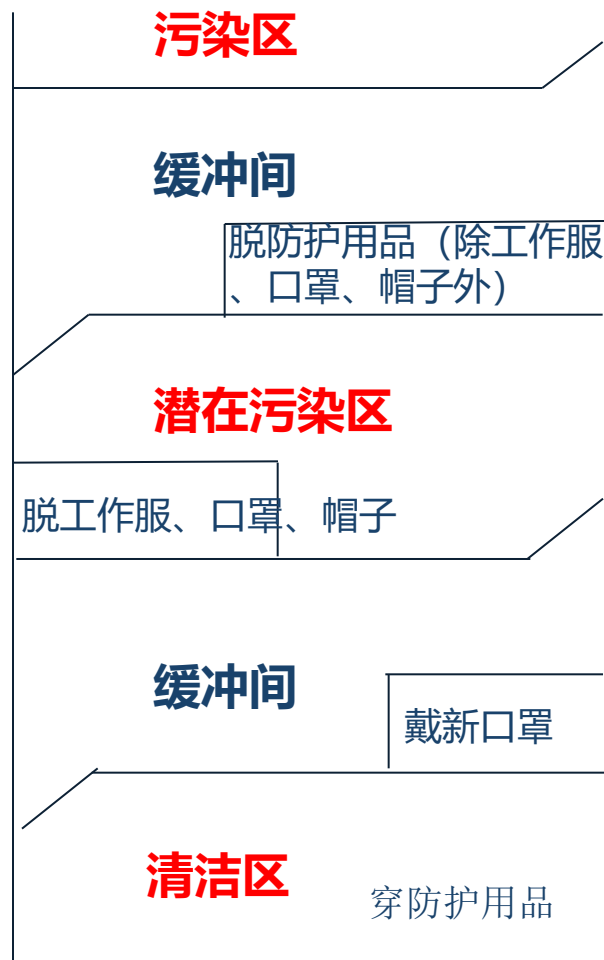 污染区
缓冲间
脱防护用品（除工作服
、口罩、帽子外）
潜在污染区
脱工作服、口罩、帽子
缓冲间
戴新口罩
清洁区
穿防护用品